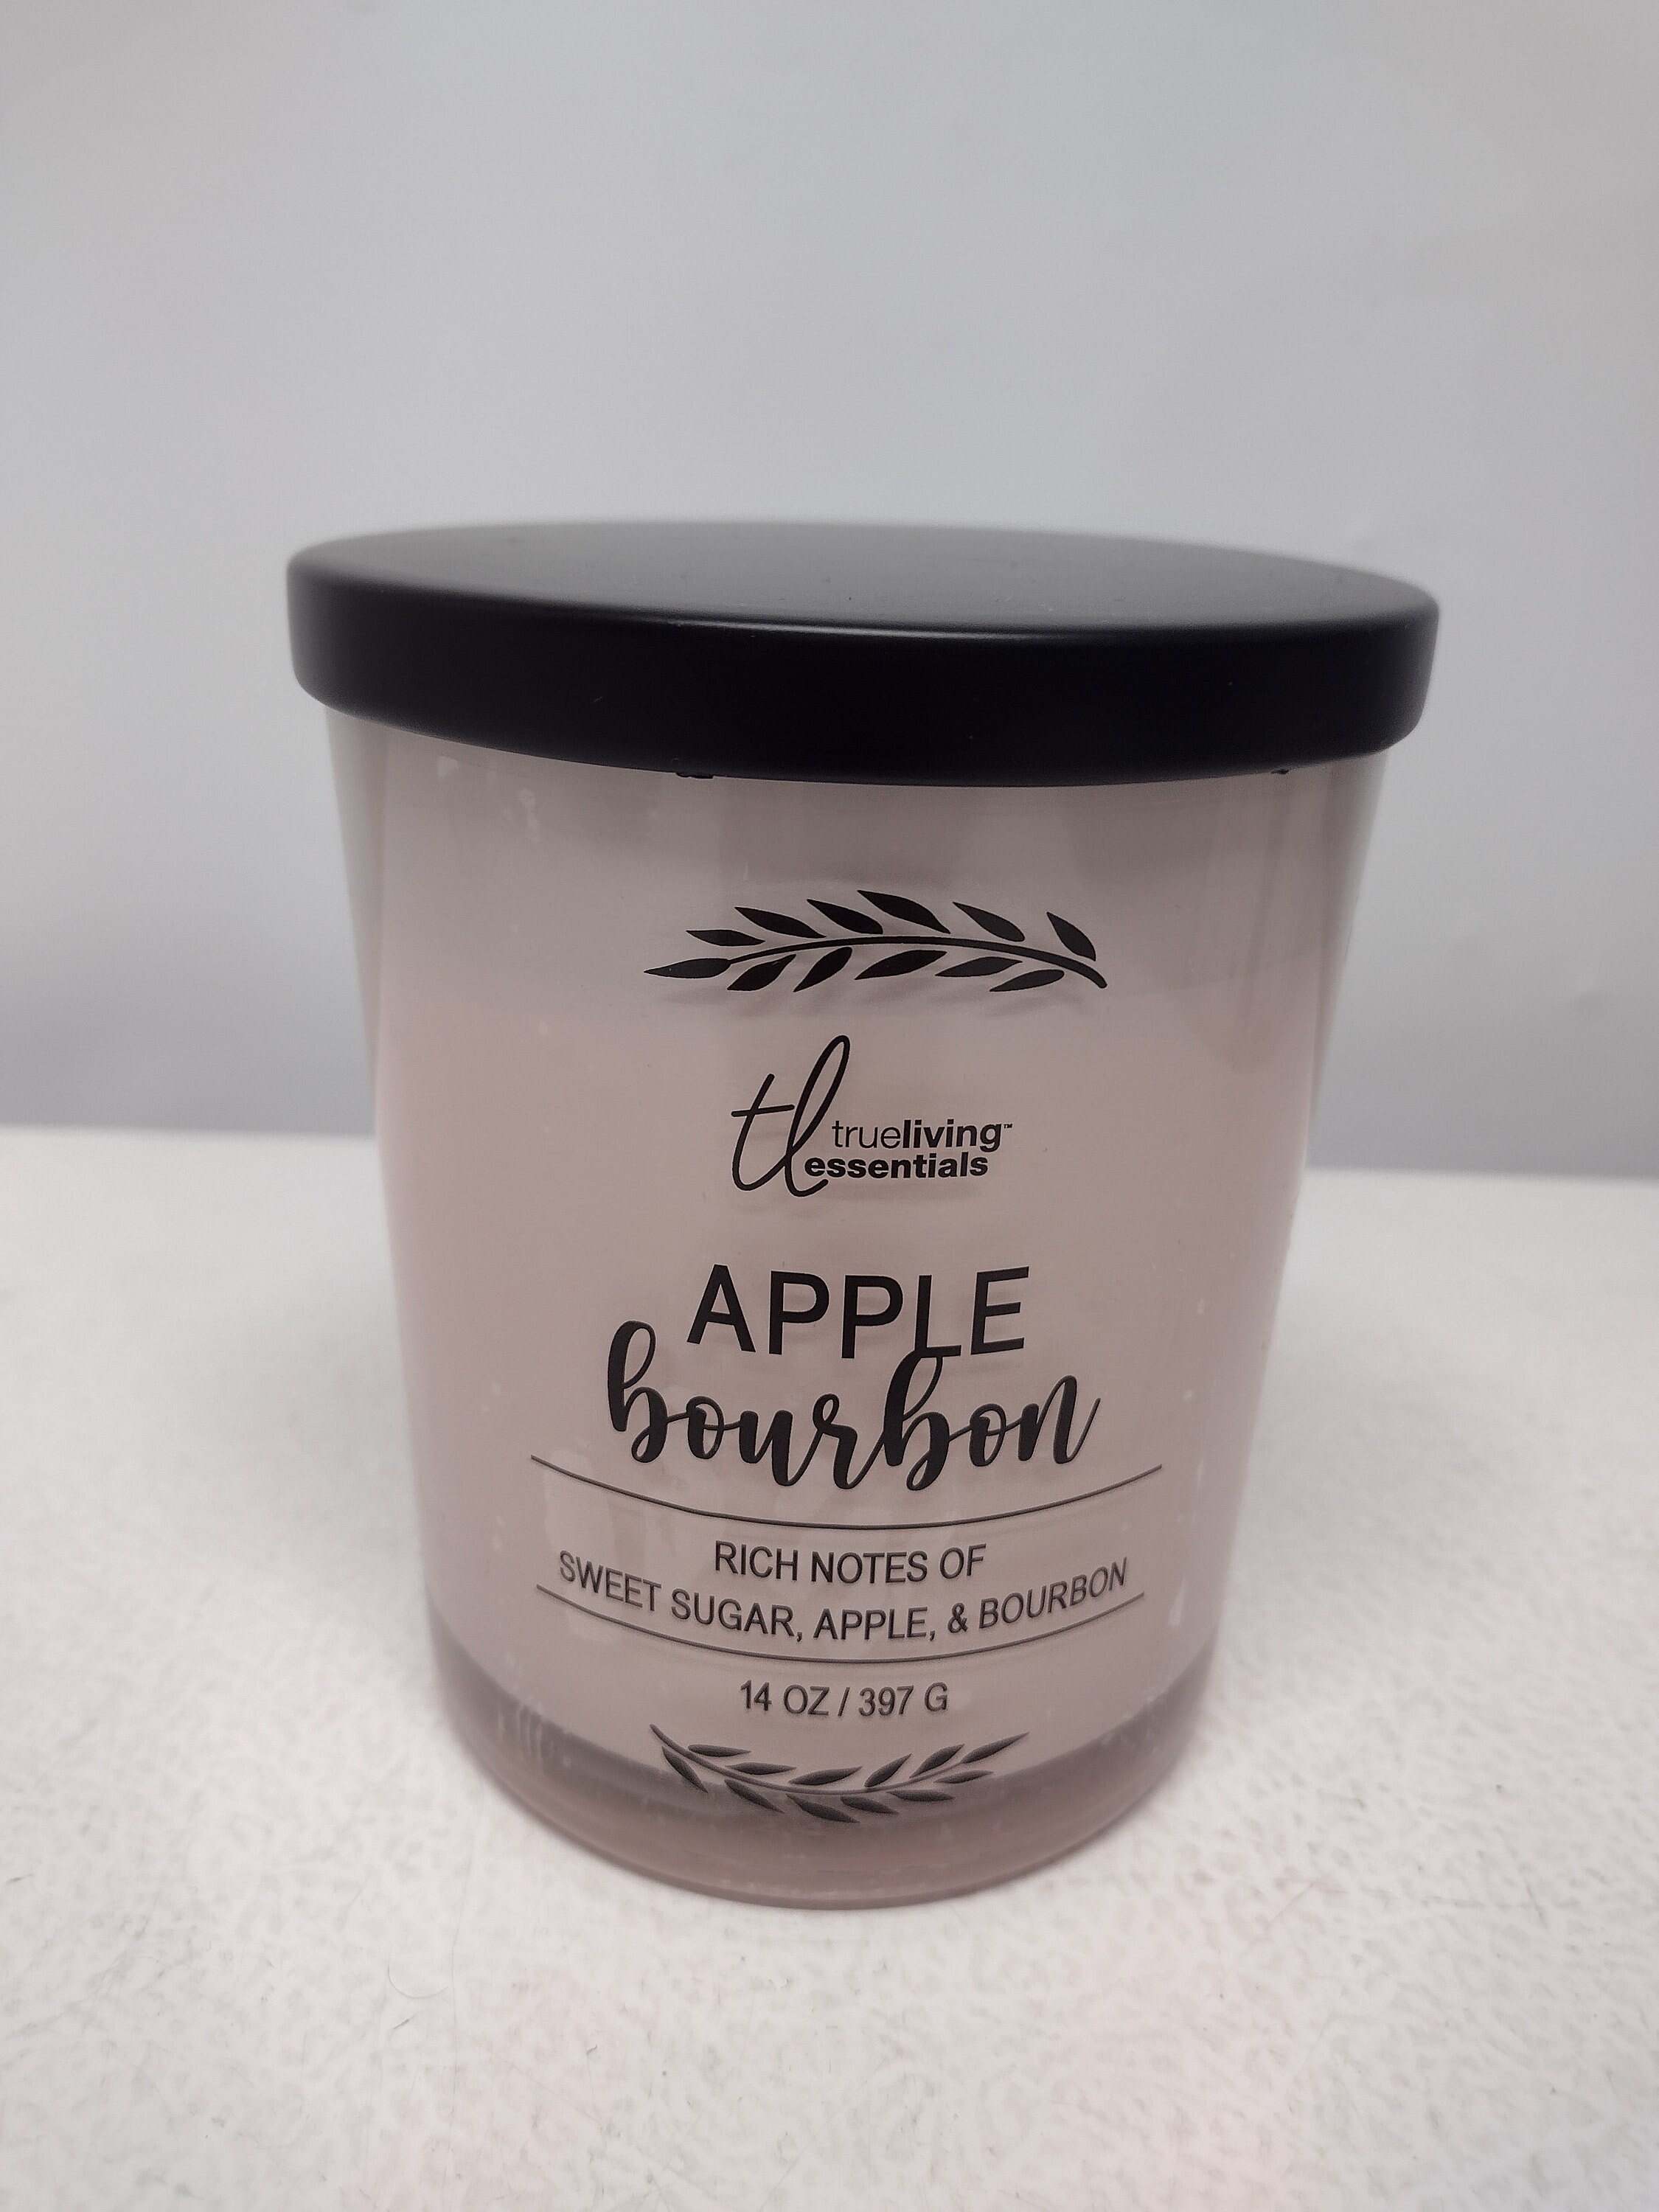 tl trueliving™
essentials
APPLE
bourbon
RICH NOTES OF
SWEET SUGAR, APPLE, & BOURBON
14 OZ / 397 G